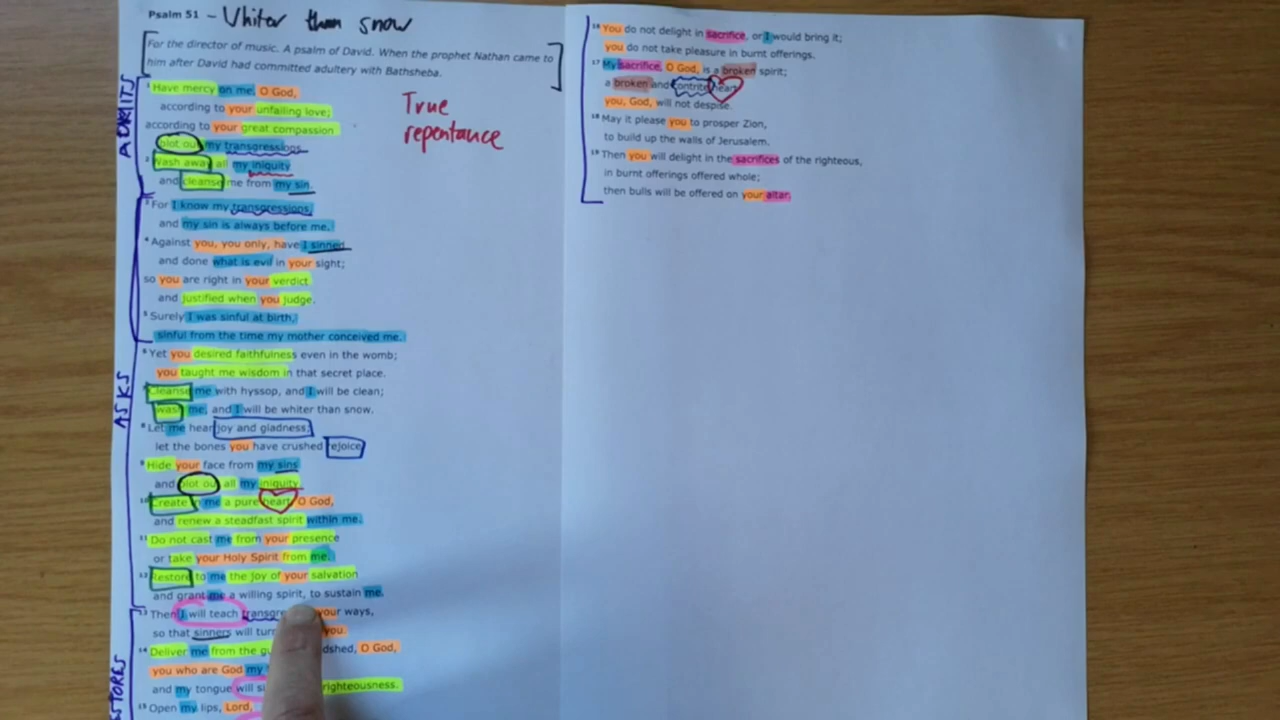 Psalm 51 - Whiter than snow
For the director of music. A psalm of David. When the prophet Nathan came to
him after David had committed adultery with Bathsheba.
ADMITS
True
repentance
1 Have mercy on me, O God,
according to your unfailing love;
according to your great compassion
blot out my transgressions.
2 Wash away all my iniquity
and cleanse me from my sin.
3 For I know my transgressions,
and my sin is always before me.
4 Against you, you only, have I sinned
and done what is evil in your sight;
so you are right in your verdict
and justified when you judge.
5 Surely I was sinful at birth,
sinful from the time my mother conceived me.
ASKS
6 Yet you desired faithfulness even in the womb;
you taught me wisdom in that secret place.
7 Cleanse me with hyssop, and I will be clean;
wash me, and I will be whiter than snow.
8 Let me hear joy and gladness;
let the bones you have crushed rejoice
9 Hide your face from my sins
and blot out all my iniquity.
10 Create in me a pure heart, O God,
and renew a steadfast spirit within me.
11 Do not cast me from your presence
or take your Holy Spirit from me.
12 Restore to me the joy of your salvation
and grant me a willing spirit, to sustain me.
13 Then I will teach your ways,
so that sinners will you.
14 Deliver me from the O God,
you who are God my
and my tongue will righteousness.
15 Open my lips, Lord,
16 You do not delight in sacrifice, or I would bring it;
you do not take pleasure in burnt offerings.
17 My sacrifice, O God, is a broken spirit;
a broken and contrite heart
you, God, will not despise.
18 May it please you to prosper Zion,
to build up the walls of Jerusalem.
19 Then you will delight in the sacrifices of the righteous,
in burnt offerings offered whole;
then bulls will be offered on your altar.